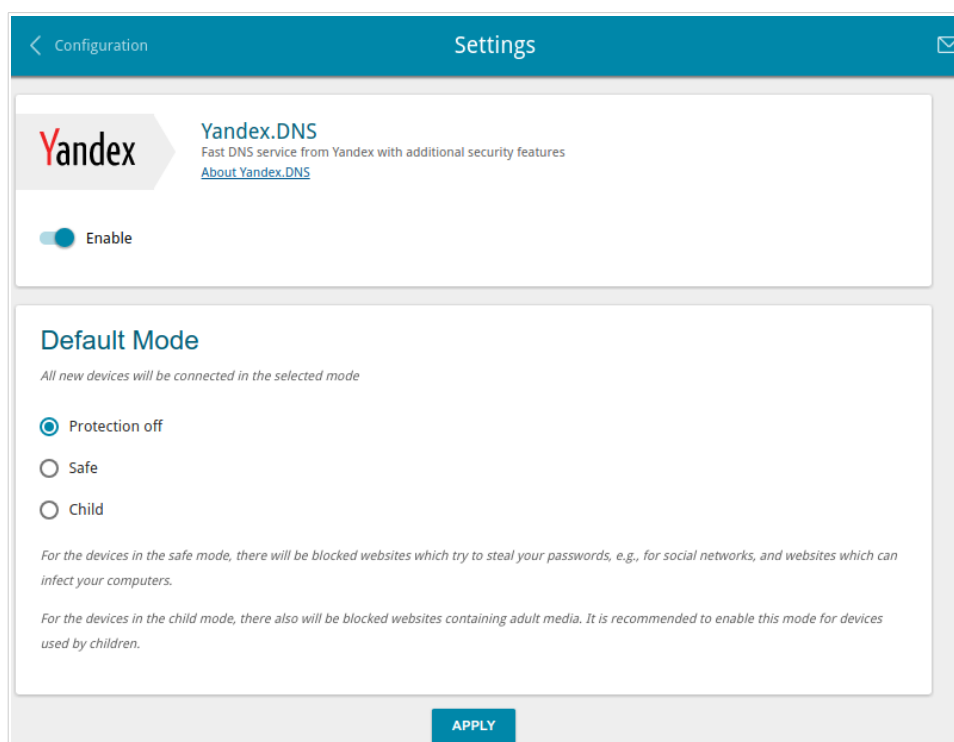 Configuration
Settings
Yandex
Yandex.DNS
Fast DNS service from Yandex with additional security features
About Yandex.DNS
Enable
Default Mode
All new devices will be connected in the selected mode
Protection off
Safe
Child
For the devices in the safe mode, there will be blocked websites which try to steal your passwords, e.g., for social networks, and websites which can
infect your computers.
For the devices in the child mode, there also will be blocked websites containing adult media. It is recommended to enable this mode for devices
used by children.
APPLY